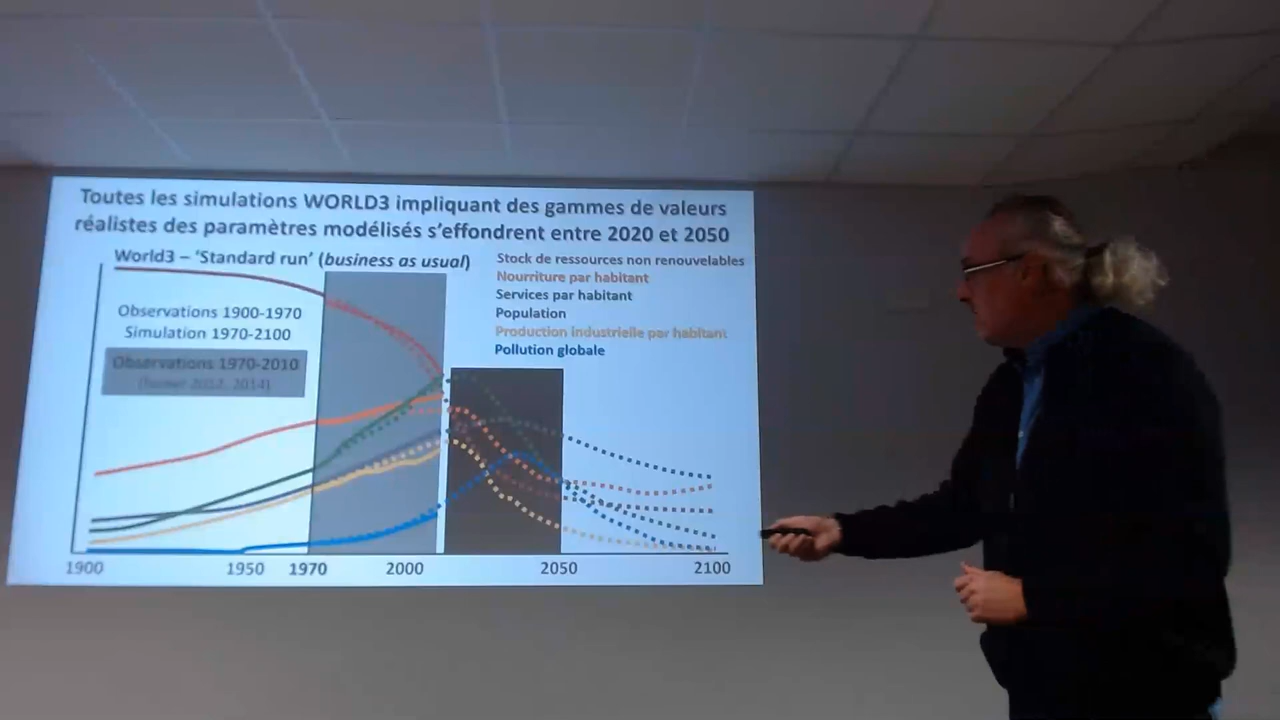 Toutes les simulations WORLD3 impliquant des gammes de valeurs
réalistes des paramètres modélisés s'effondrent entre 2020 et 2050
World3 – 'Standard run' (business as usual)
Stock de ressources non renouvelables
Nourriture par habitant
Services par habitant
Population
Production industrielle par habitant
Pollution globale
Observations 1900-1970
Simulation 1970-2100
Observations 1970-2010
1900 1950 1970 2000 2050 2100